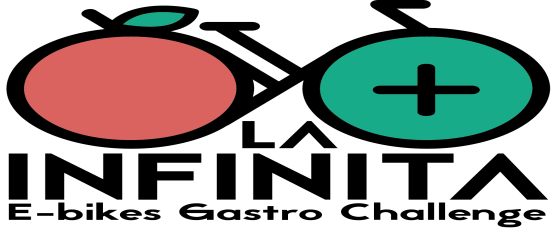 LA
INFINITA
E-bikes Gastro Challenge